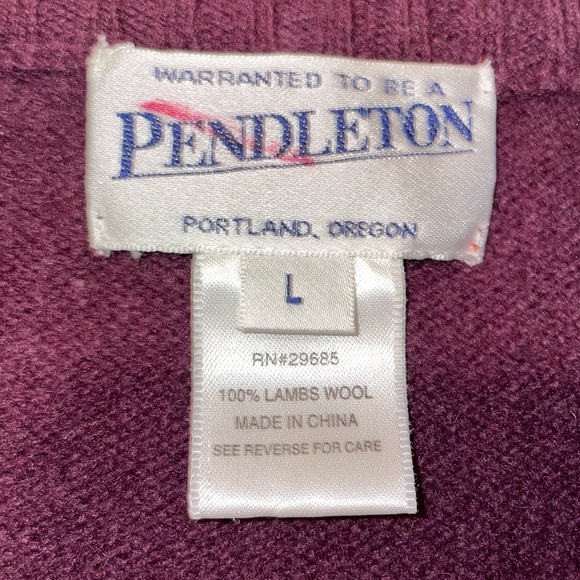 WARRANTED TO BE A
PENDLETON
PORTLAND, OREGON
L
RN#29685
100% LAMBS WOOL
MADE IN CHINA
SEE REVERSE FOR CARE